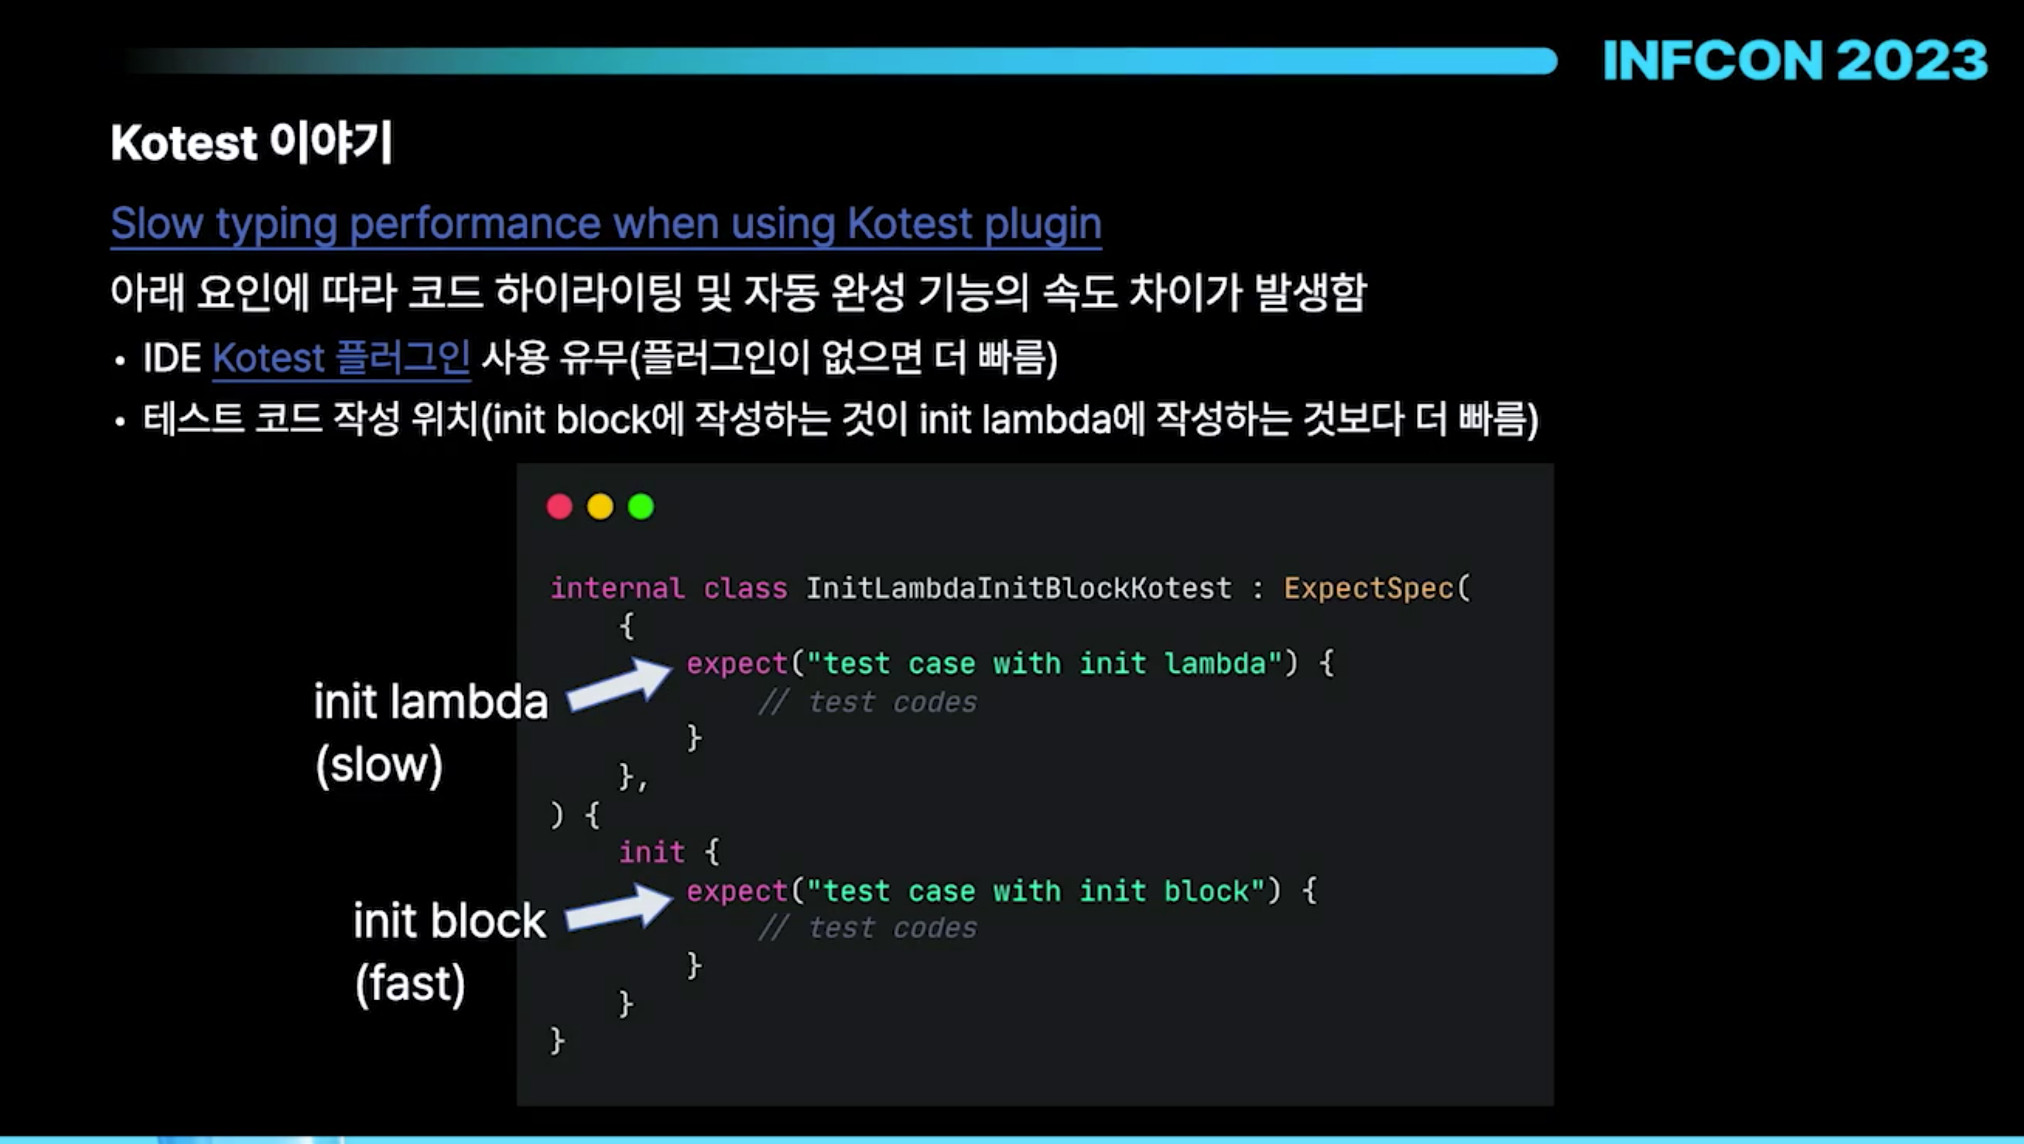 INFCON 2023
Kotest 이야기
Slow typing performance when using Kotest plugin
아래 요인에 따라 코드 하이라이팅 및 자동 완성 기능의 속도 차이가 발생함
• IDE Kotest 플러그인 사용 유무(플러그인이 없으면 더 빠름)
• 테스트 코드 작성 위치(init block에 작성하는 것이 init lambda에 작성하는 것보다 더 빠름)
internal class InitLambdaInitBlockKotest : ExpectSpec(
    {
        expect("test case with init lambda") {
            // test codes
        }
    },
) {
    init {
        expect("test case with init block") {
            // test codes
        }
    }
}
init lambda
(slow)
init block
(fast)